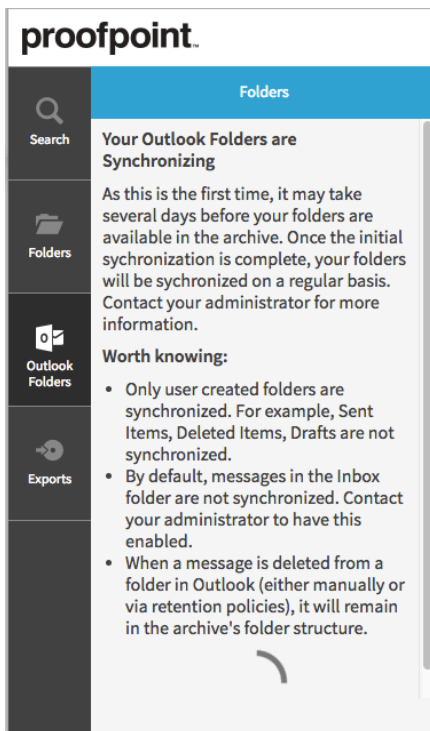 proofpoint™
Search
Folders
Outlook
Folders
Exports
Folders
Your Outlook Folders are
Synchronizing
As this is the first time, it may take
several days before your folders are
available in the archive. Once the initial
sychronization is complete, your folders
will be sychronized on a regular basis.
Contact your administrator for more
information.
Worth knowing:
• Only user created folders are
synchronized. For example, Sent
Items, Deleted Items, Drafts are not
synchronized.
• By default, messages in the Inbox
folder are not synchronized. Contact
your administrator to have this
enabled.
• When a message is deleted from a
folder in Outlook (either manually or
via retention policies), it will remain
in the archive's folder structure.